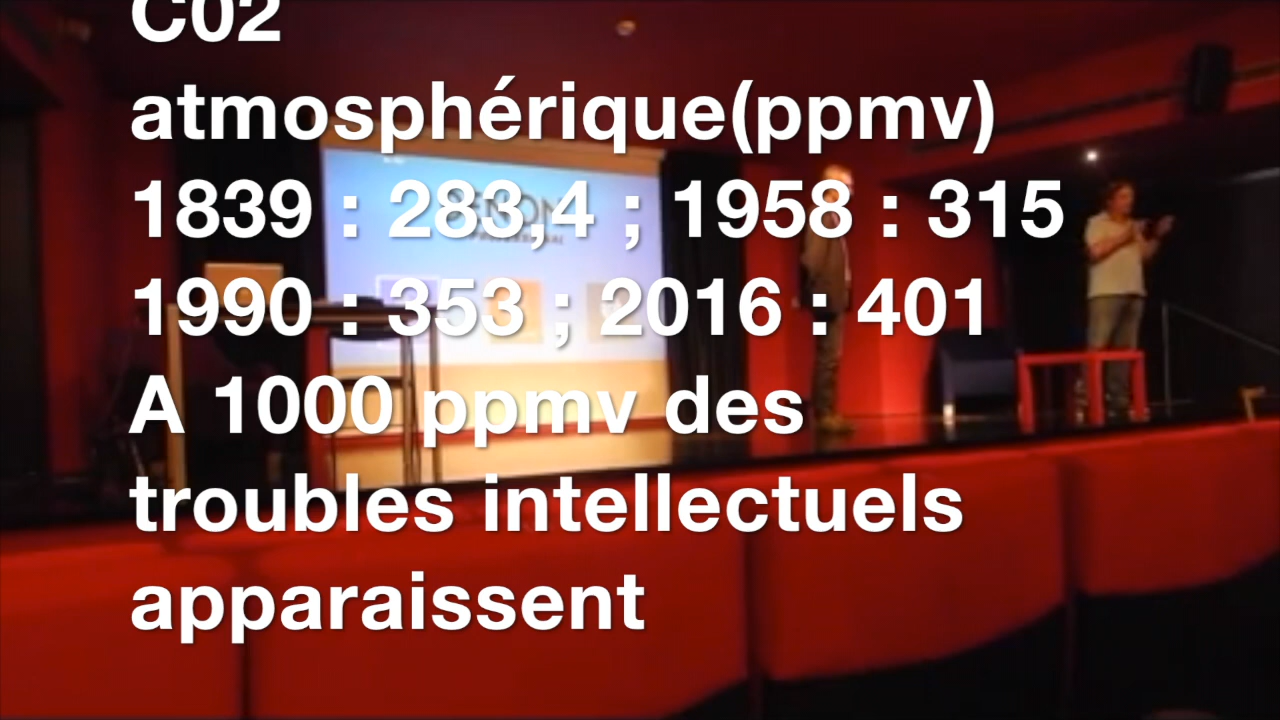 C02
atmosphérique(ppmv)
1839 : 283,4 ; 1958 : 315
1990 : 353 ; 2016 : 401
A 1000 ppmv des
troubles intellectuels
apparaissent